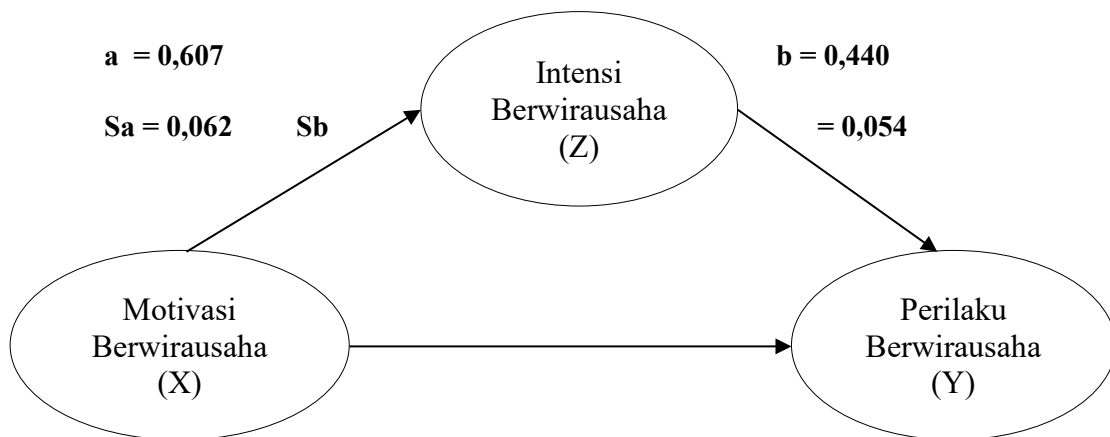 a = 0,607
b = 0,440
Sa = 0,062 Sb
= 0,054
Intensi
Berwirausaha
(Z)
Motivasi
Berwirausaha
(X)
Perilaku
Berwirausaha
(Y)